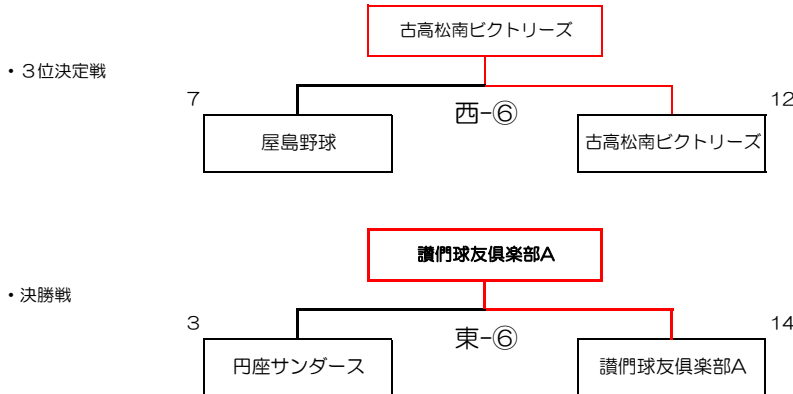 古高松南ビクトリーズ
・３位決定戦
7 12
西-⑥
屋島野球 古高松南ビクトリーズ
讃們球友倶楽部A
・決勝戦
3 14
東-⑥
円座サンダース 讃們球友倶楽部A